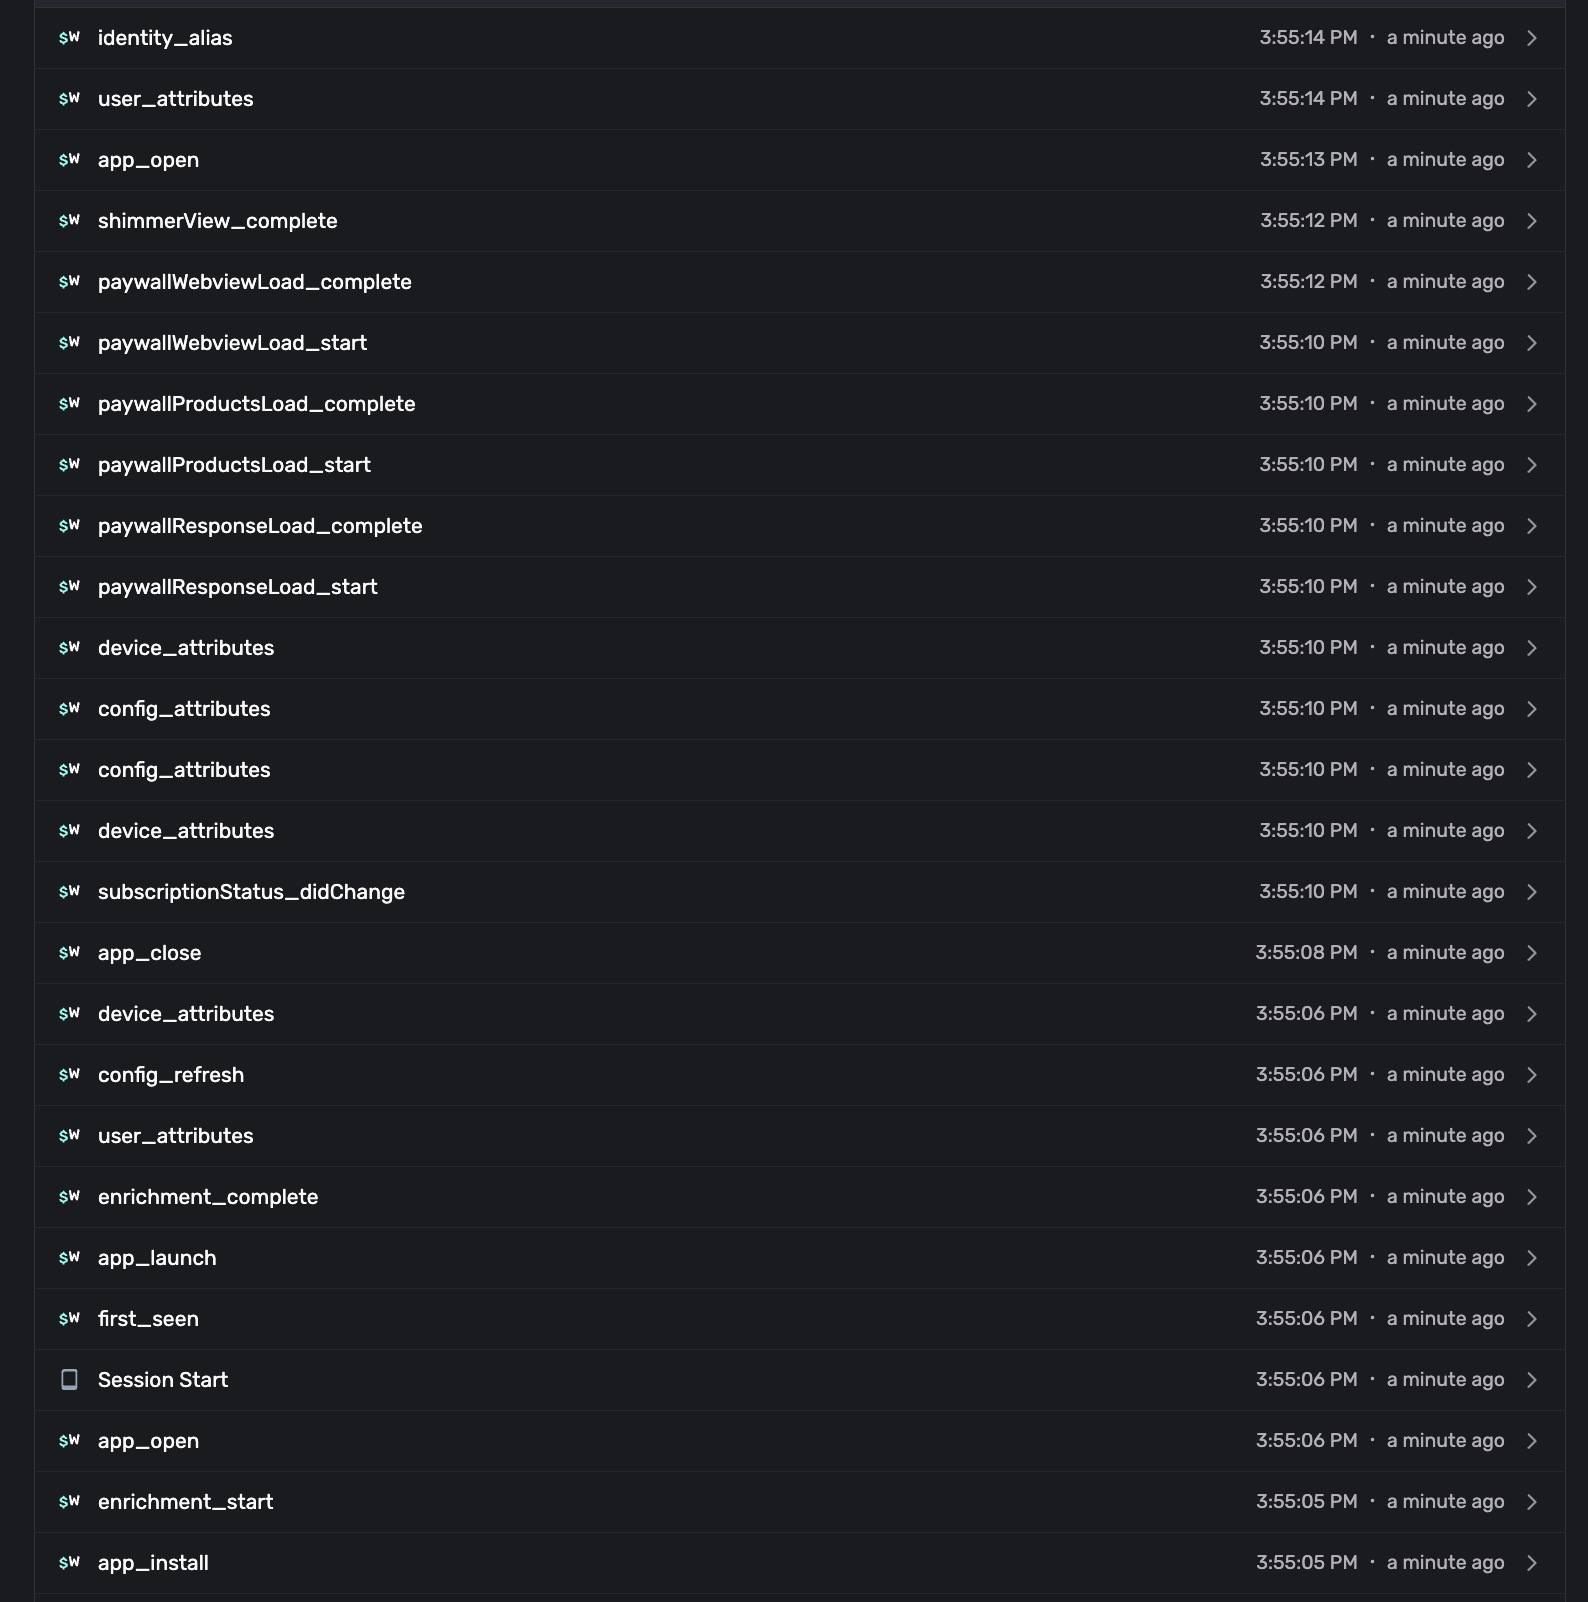 $W identity_alias 3:55:14 PM · a minute ago
$W user_attributes 3:55:14 PM · a minute ago
$W app_open 3:55:13 PM · a minute ago
$W shimmerView_complete 3:55:12 PM · a minute ago
$W paywallWebviewLoad_complete 3:55:12 PM · a minute ago
$W paywallWebviewLoad_start 3:55:10 PM · a minute ago
$W paywallProductsLoad_complete 3:55:10 PM · a minute ago
$W paywallProductsLoad_start 3:55:10 PM · a minute ago
$W paywallResponseLoad_complete 3:55:10 PM · a minute ago
$W paywallResponseLoad_start 3:55:10 PM · a minute ago
$W device_attributes 3:55:10 PM · a minute ago
$W config_attributes 3:55:10 PM · a minute ago
$W config_attributes 3:55:10 PM · a minute ago
$W device_attributes 3:55:10 PM · a minute ago
$W subscriptionStatus_didChange 3:55:10 PM · a minute ago
$W app_close 3:55:08 PM · a minute ago
$W device_attributes 3:55:06 PM · a minute ago
$W config_refresh 3:55:06 PM · a minute ago
$W user_attributes 3:55:06 PM · a minute ago
$W enrichment_complete 3:55:06 PM · a minute ago
$W app_launch 3:55:06 PM · a minute ago
$W first_seen 3:55:06 PM · a minute ago
Session Start 3:55:06 PM · a minute ago
$W app_open 3:55:06 PM · a minute ago
$W enrichment_start 3:55:05 PM · a minute ago
$W app_install 3:55:05 PM · a minute ago